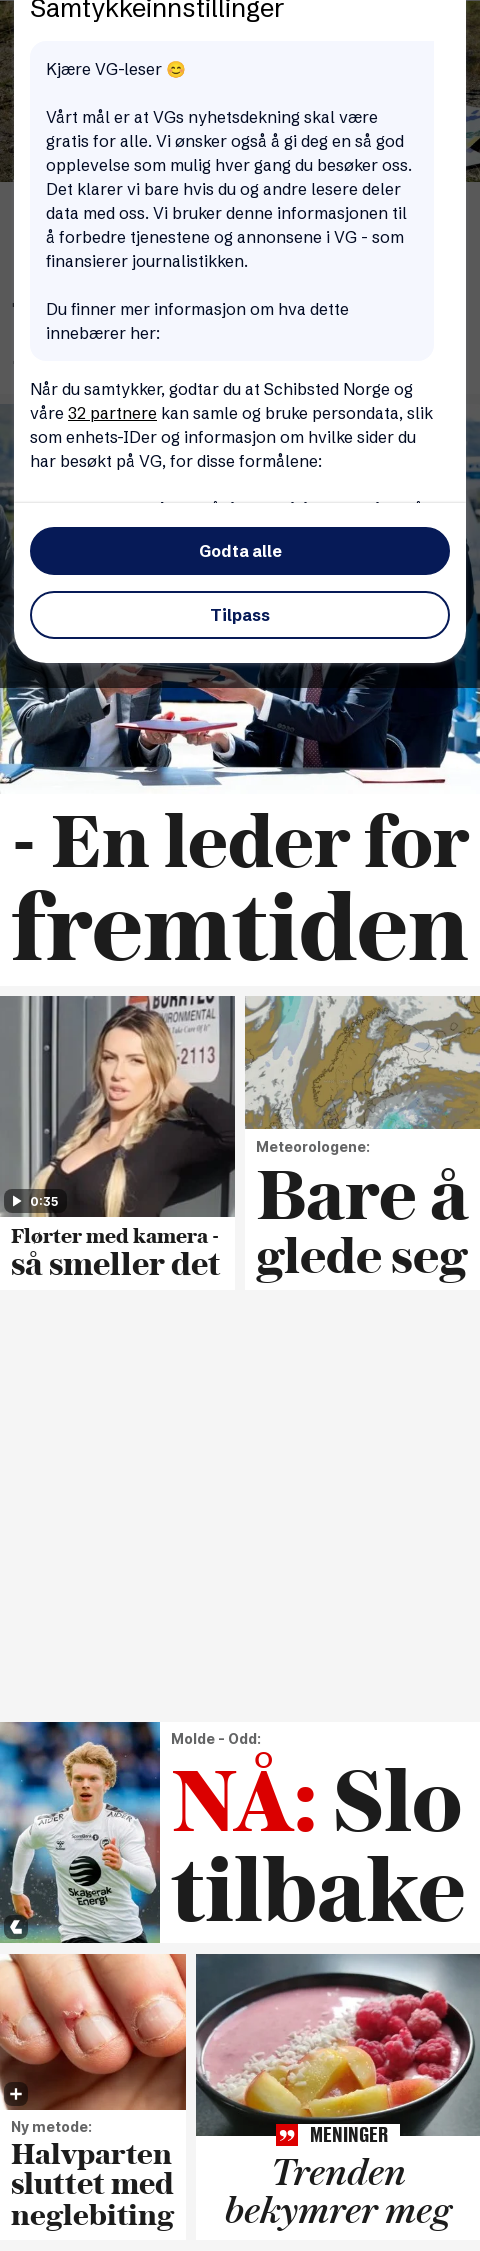 Samtykkeinnstillinger
Kjære VG-leser 😊
Vårt mål er at VGs nyhetsdekning skal være
gratis for alle. Vi ønsker også å gi deg en så god
opplevelse som mulig hver gang du besøker oss.
Det klarer vi bare hvis du og andre lesere deler
data med oss. Vi bruker denne informasjonen til
å forbedre tjenestene og annonsene i VG - som
finansierer journalistikken.
Du finner mer informasjon om hva dette
innebærer her:
Når du samtykker, godtar du at Schibsted Norge og
våre 32 partnere kan samle og bruke persondata, slik
som enhets-IDer og informasjon om hvilke sider du
har besøkt på VG, for disse formålene:
Godta alle
Tilpass
- En leder for
fremtiden
2113
0:35
Flørter med kamera -
så smeller det
Meteorologene:
Bare å
glede seg
Molde - Odd:
NÅ: Slo
tilbake
AIDER
AIDER
Skagerak
Energi
Ny metode:
Halvparten
sluttet med
neglebiting
MENINGER
Trenden
bekymrer meg